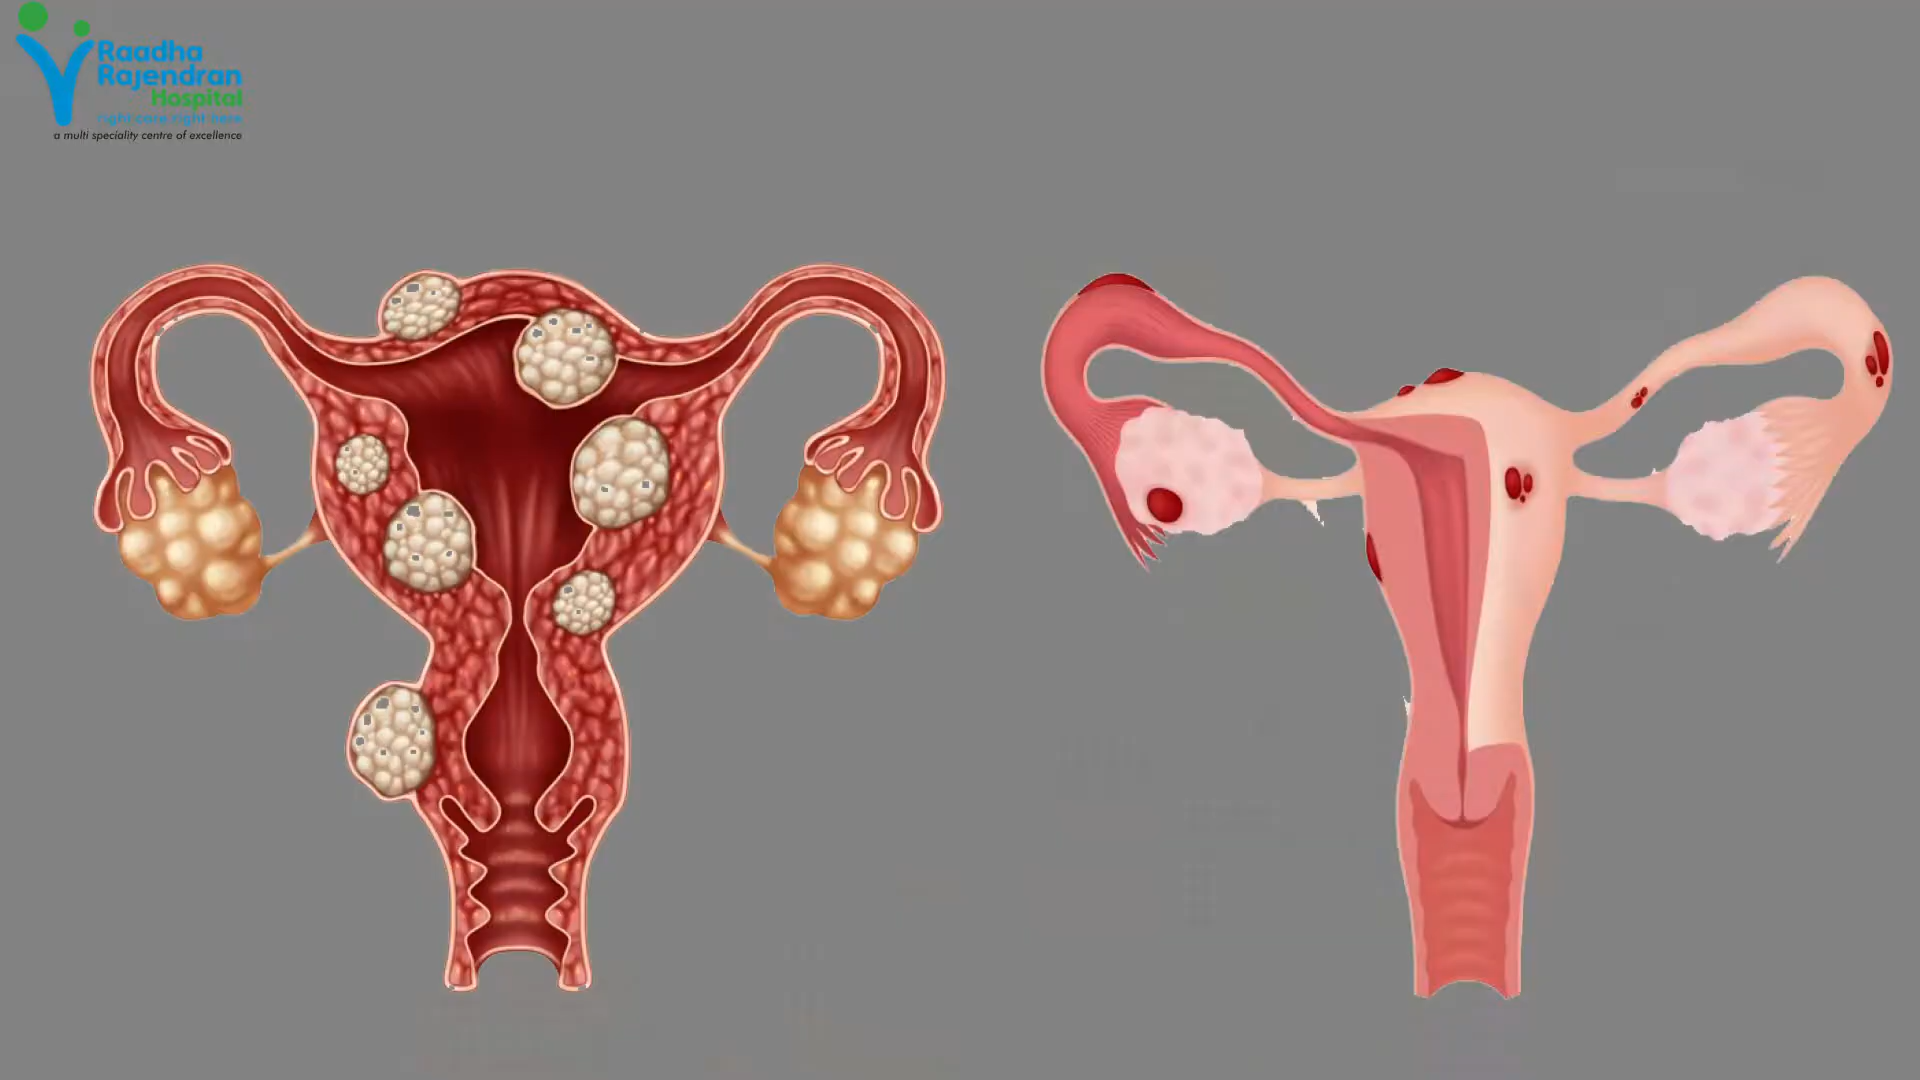 Raadha
Rajendran
Hospital
right care right here
a multi speciality centre of excellence